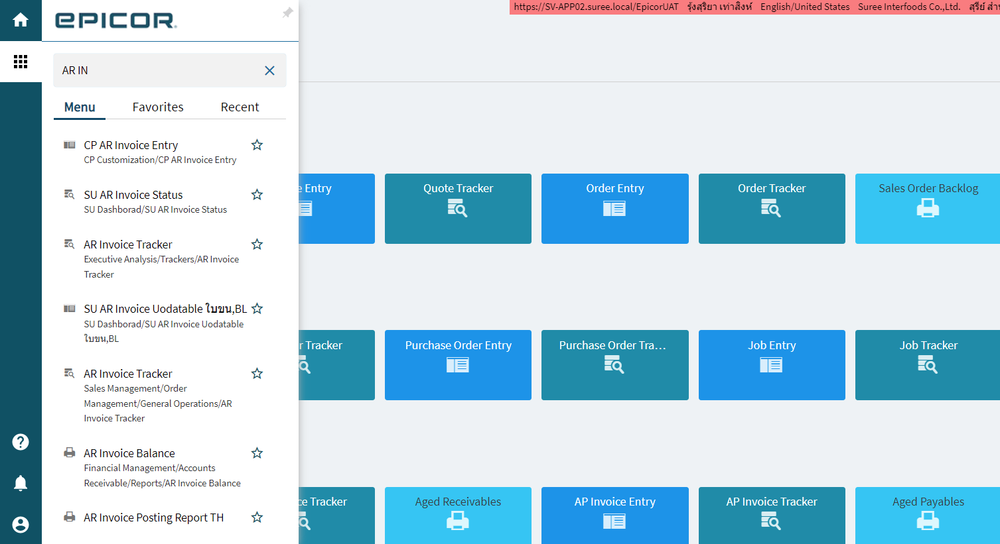 https://SV-APP02.suree.local/EpicorUAT รุ้งสุริยา เท่าสิงห์ English/United States Suree Interfoods Co.,Ltd. สุรีย์ สำน
EPICOR
AR IN
Menu Favorites Recent
CP AR Invoice Entry
CP Customization/CP AR Invoice Entry
SU AR Invoice Status
SU Dashborad/SU AR Invoice Status
AR Invoice Tracker
Executive Analysis/Trackers/AR Invoice
Tracker
SU AR Invoice Uodatable ใบขน,BL
SU Dashborad/SU AR Invoice Uodatable
ใบขน,BL
AR Invoice Tracker
Sales Management/Order
Management/General Operations/AR
Invoice Tracker
AR Invoice Balance
Financial Management/Accounts
Receivable/Reports/AR Invoice Balance
AR Invoice Posting Report TH
e Entry Quote Tracker Order Entry Order Tracker Sales Order Backlog
r Tracker Purchase Order Entry Purchase Order Tra... Job Entry Job Tracker
ce Tracker Aged Receivables AP Invoice Entry AP Invoice Tracker Aged Payables